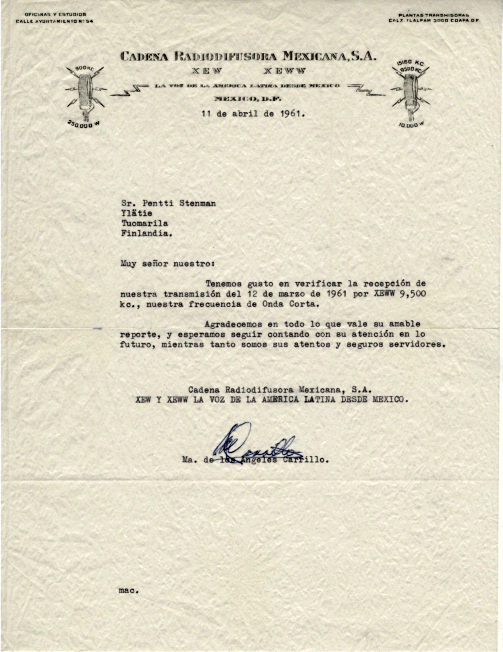 OFICINAS Y ESTUDIOS
CALLE AYUNTAMIENTO Nº 54
PLANTAS TRANSMISORAS
CALZ. TLALPAM 3000 COAPA D.F.
CADENA RADIODIFUSORA MEXICANA, S.A.
XEW XEWW
LA VOZ DE LA AMERICA LATINA DESDE MEXICO
MEXICO, D.F.
900 KC
250,000 W
15160 KC
9500 KC
10,000 W
11 de abril de 1961.
Sr. Pentti Stenman
Ylätie
Tuomarila
Finlandia.
Muy señor nuestro:
Tenemos gusto en verificar la recepción de
nuestra transmisión del 12 de marzo de 1961 por XEWW 9,500
kc., nuestra frecuencia de Onda Corta.
Agradecemos en todo lo que vale su amable
reporte, y esperamos seguir contando con su atención en lo
futuro, mientras tanto somos sus atentos y seguros servidores.
Cadena Radiodifusora Mexicana, S.A.
XEW Y XEWW LA VOZ DE LA AMERICA LATINA DESDE MEXICO.
Ma. de los Angeles Carrillo.
mac.